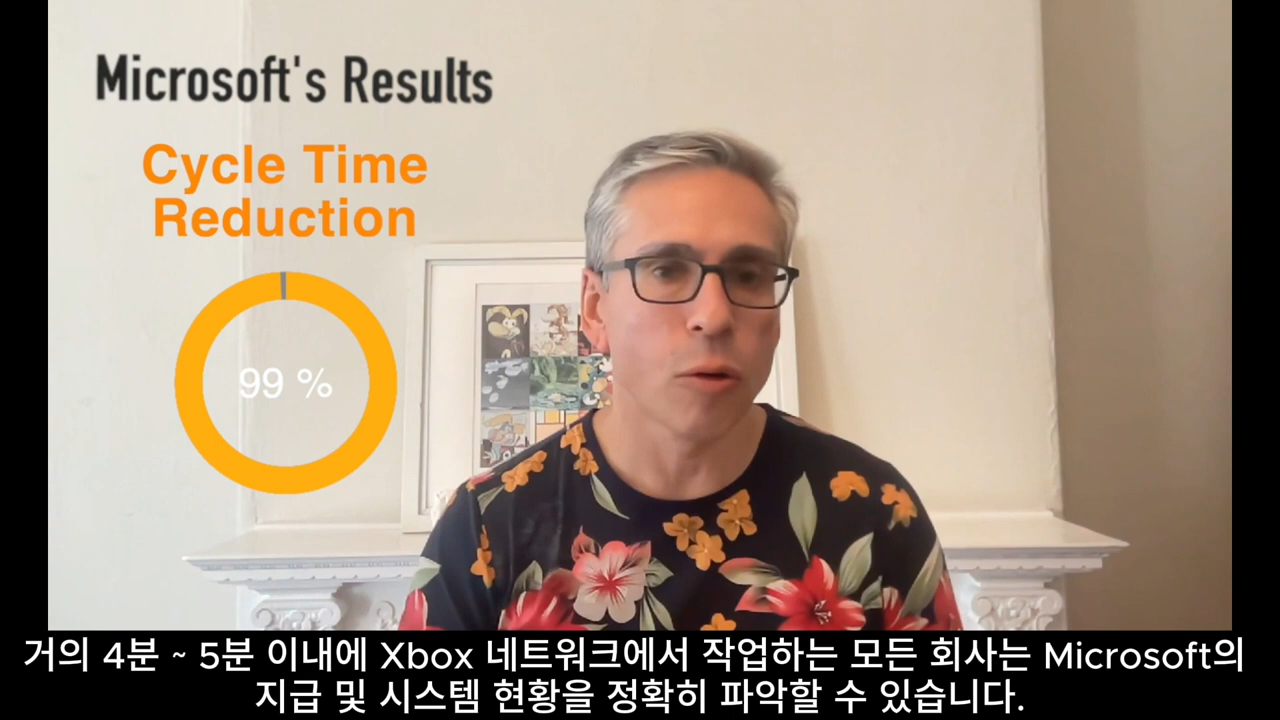 Microsoft's Results
Cycle Time
Reduction
99 %
거의 4분 ~ 5분 이내에 Xbox 네트워크에서 작업하는 모든 회사는 Microsoft의
지급 및 시스템 현황을 정확히 파악할 수 있습니다.